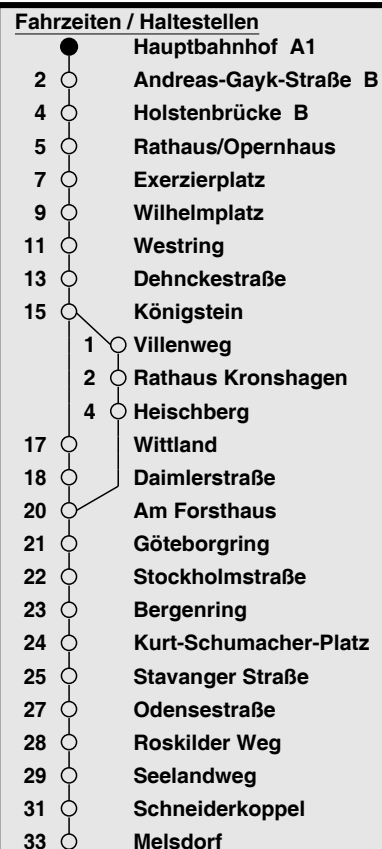 Fahrzeiten / Haltestellen
Hauptbahnhof A1
2 Andreas-Gayk-Straße B
4 Holstenbrücke B
5 Rathaus/Opernhaus
7 Exerzierplatz
9 Wilhelmplatz
11 Westring
13 Dehnckestraße
15 Königstein
1 Villenweg
2 Rathaus Kronshagen
4 Heischberg
17 Wittland
18 Daimlerstraße
20 Am Forsthaus
21 Göteborgring
22 Stockholmstraße
23 Bergenring
24 Kurt-Schumacher-Platz
25 Stavanger Straße
27 Odensestraße
28 Roskilder Weg
29 Seelandweg
31 Schneiderkoppel
33 Melsdorf